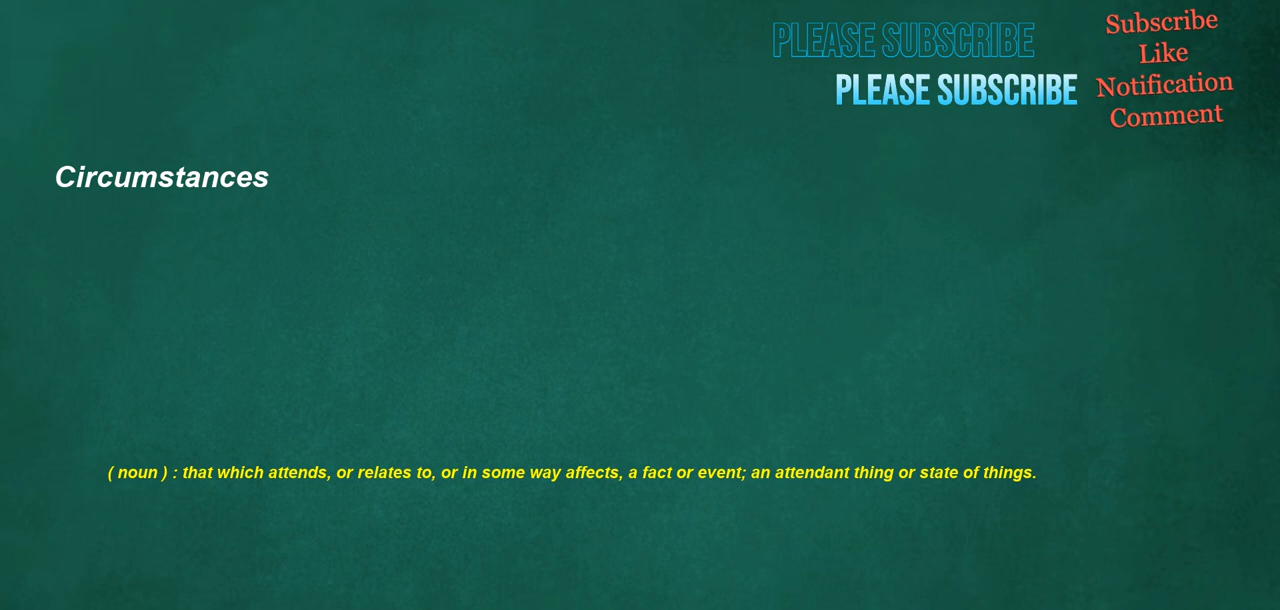 PLEASE SUBSCRIBE
PLEASE SUBSCRIBE
Subscribe
Like
Notification
Comment
Circumstances
( noun ) : that which attends, or relates to, or in some way affects, a fact or event; an attendant thing or state of things.